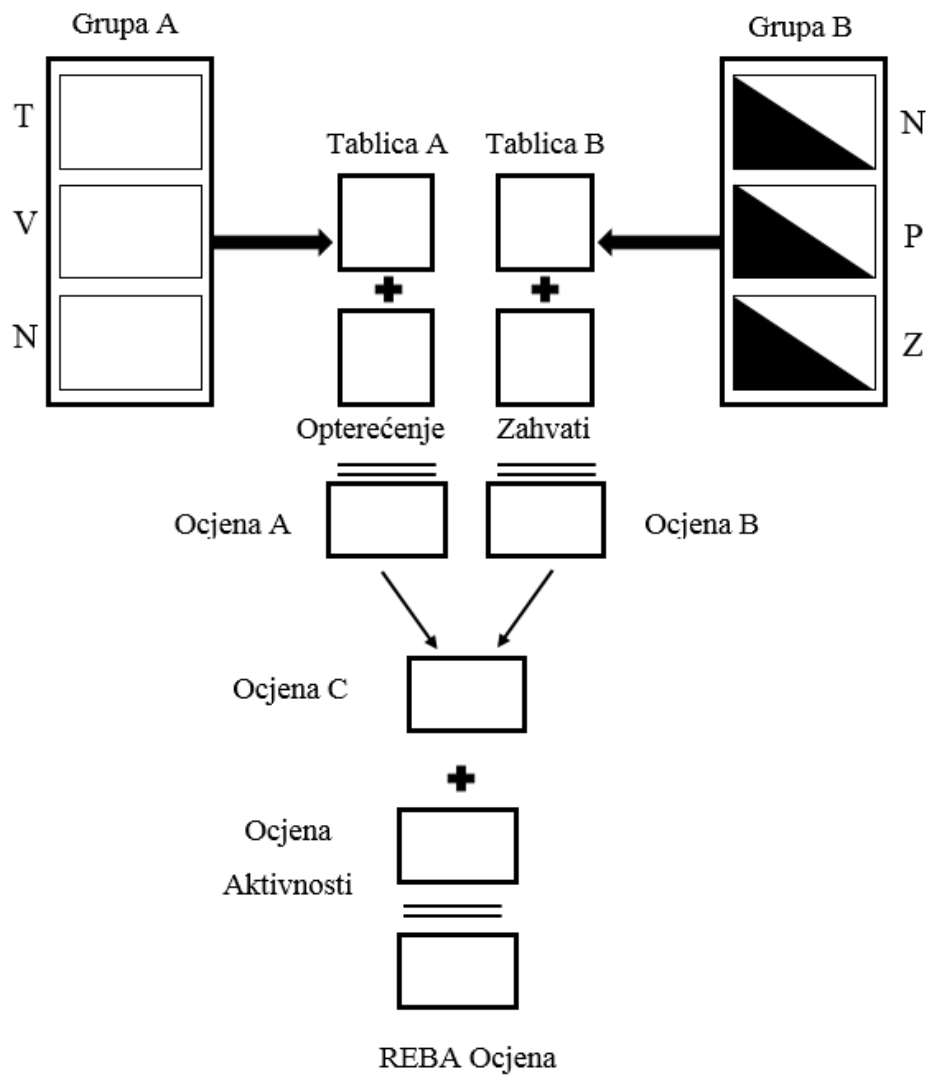 Grupa A
Grupa B
T
V
N
Tablica A
Tablica B
N
P
Z
Opterećenje
Zahvati
Ocjena A
Ocjena B
Ocjena C
Ocjena
Aktivnosti
REBA Ocjena